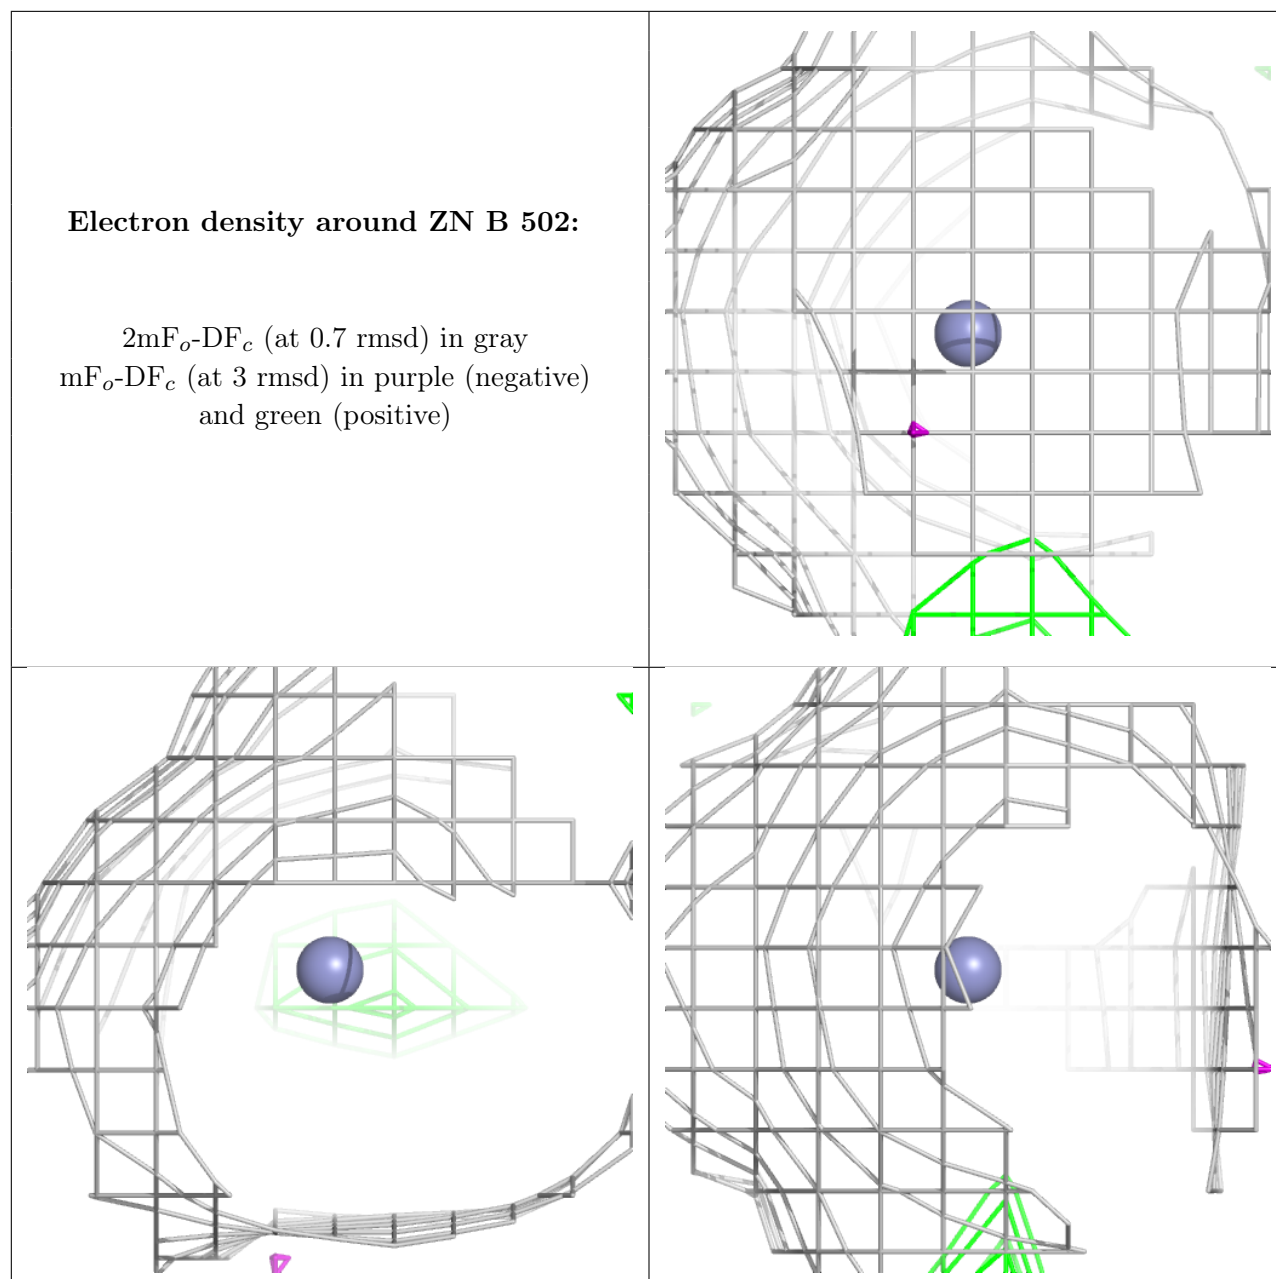 Electron density around ZN B 502:
2mFo-DFc (at 0.7 rmsd) in gray
mFo-DFc (at 3 rmsd) in purple (negative)
and green (positive)